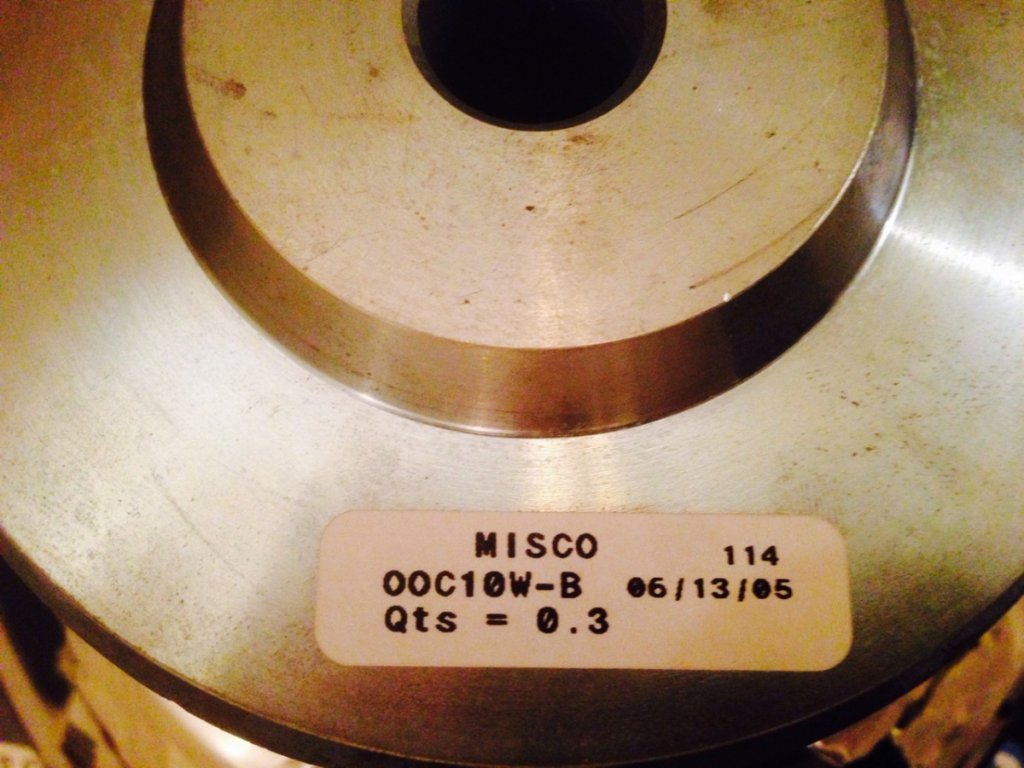 MISCO 114
OOC10W-B 06/13/05
Qts = 0.3